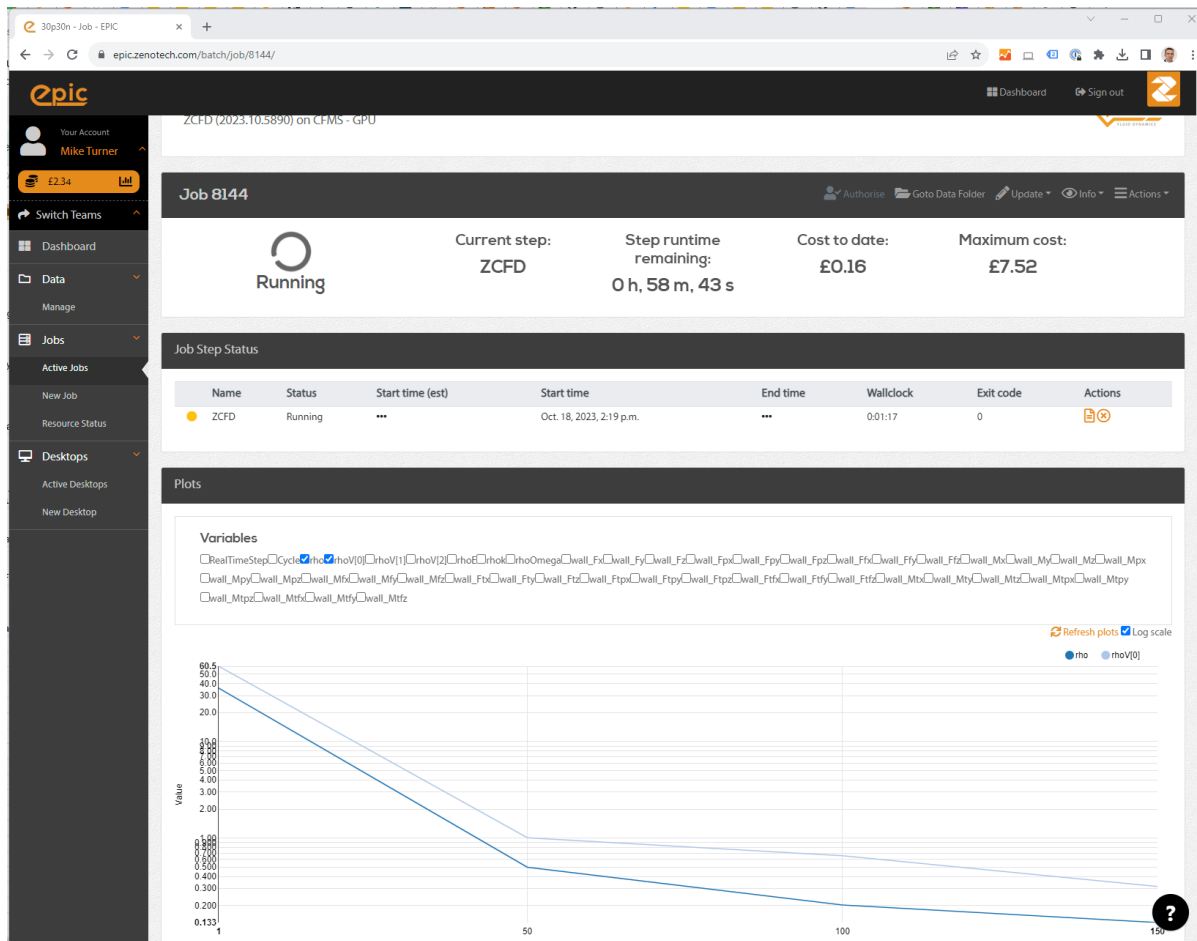 30p30n - Job - EPIC
epic.zenotech.com/batch/job/8144/
epic
Dashboard Sign out
Your Account
Mike Turner
£2.34
Switch Teams
Dashboard
Data
Manage
Jobs
Active Jobs
New Job
Resource Status
Desktops
Active Desktops
New Desktop
ZCFD (2023.10.5890) on CFMS - GPU
FLUID DYNAMICS
Job 8144
Authorise Goto Data Folder Update Info Actions
Running
Current step:
ZCFD
Step runtime
remaining:
0 h, 58 m, 43 s
Cost to date:
£0.16
Maximum cost:
£7.52
Job Step Status
Name Status Start time (est) Start time End time Wallclock Exit code Actions
ZCFD Running ••• Oct. 18, 2023, 2:19 p.m. ••• 0:01:17 0
Plots
Variables
RealTimeStep Cycle rho rhoV[0] rhoV[1] rhoV[2] rhoE rhok rhoOmega wall_Fx wall_Fy wall_Fz wall_Fpx wall_Fpy wall_Fpz wall_Ffx wall_Ffy wall_Ffz wall_Mx wall_My wall_Mz wall_Mpx
wall_Mpy wall_Mpz wall_Mfx wall_Mfy wall_Mfz wall_Ftx wall_Fty wall_Ftz wall_Ftpx wall_Ftpy wall_Ftpz wall_Ftfx wall_Ftfy wall_Ftfz wall_Mtx wall_Mty wall_Mtz wall_Mtpx wall_Mtpy
wall_Mtpz wall_Mtfx wall_Mtfy wall_Mtfz
Refresh plots Log scale
rho rhoV[0]
Value
60.5
50.0
40.0
30.0
20.0
10.0
6.00
5.00
4.00
3.00
2.00
1.00
0.600
0.500
0.400
0.300
0.200
0.133
1 50 100 150
?